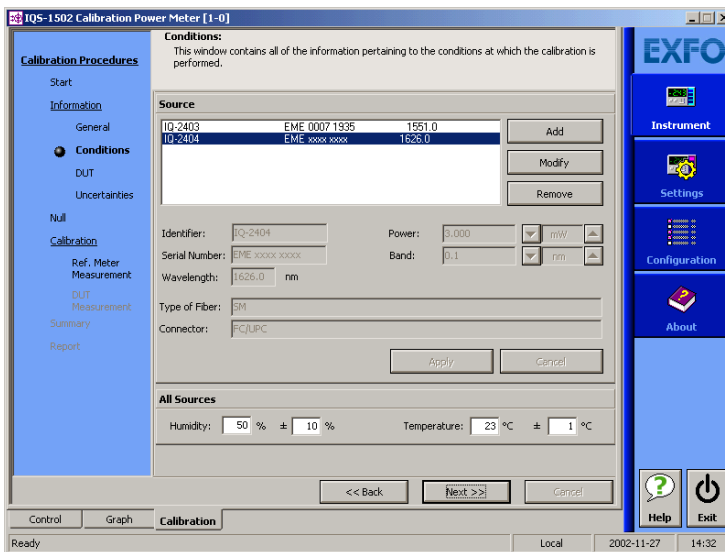 IQS-1502 Calibration Power Meter [1-0]
Calibration Procedures
Start
Information
General
Conditions
DUT
Uncertainties
Null
Calibration
Ref. Meter
Measurement
DUT
Measurement
Summary
Report
Conditions:
This window contains all of the information pertaining to the conditions at which the calibration is
performed.
Source
IQ-2403 EME 0007 1935 1551.0
IQ-2404 EME xxxx xxxx 1626.0
Add
Modify
Remove
Identifier: IQ-2404 Power: 3.000 mW
Serial Number: EME xxxx xxxx Band: 0.1 nm
Wavelength: 1626.0 nm
Type of Fiber: SM
Connector: FC/UPC
Apply Cancel
All Sources
Humidity: 50 % ± 10 % Temperature: 23 °C ± 1 °C
<< Back Next >> Cancel
Control Graph Calibration
EXFO
Instrument
Settings
Configuration
About
Help Exit
Ready Local 2002-11-27 14:32